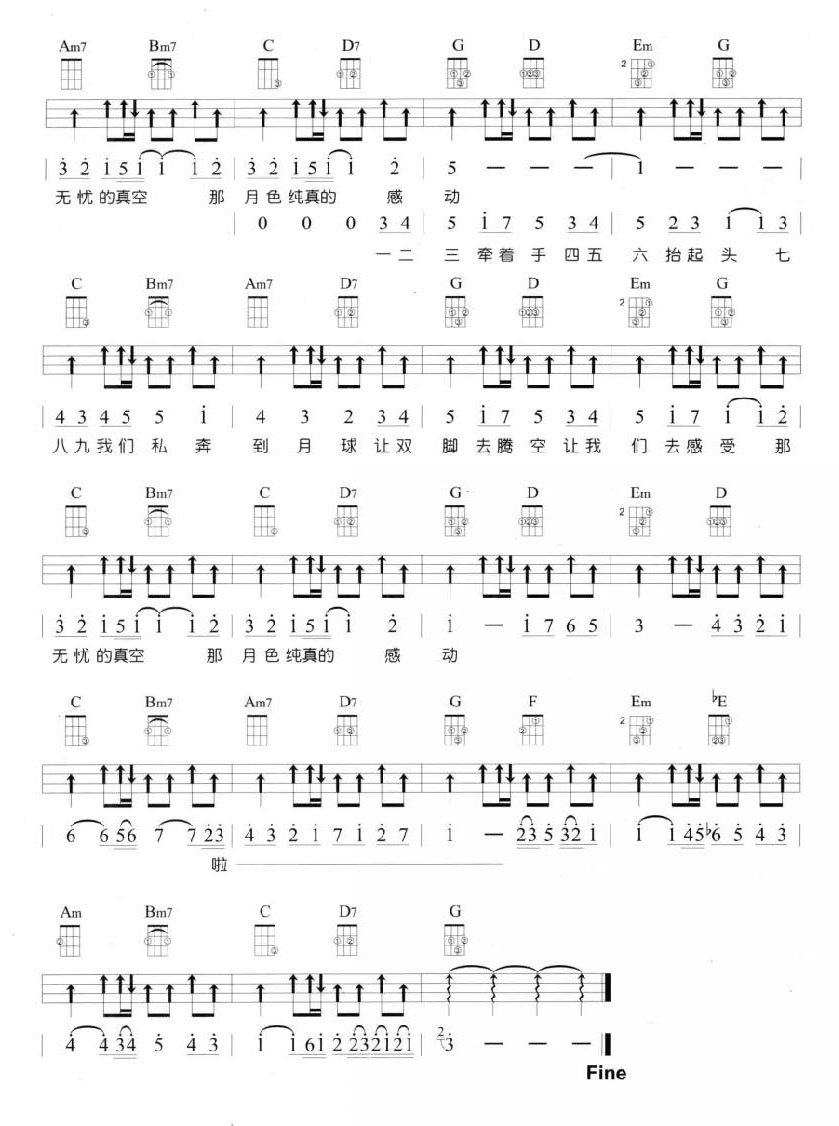 Am7 Bm7 C D7 G D Em G
2
3 2 1 5 1 1 1 2 | 3 2 1 5 1 1 2 | 5 — — — | 1 — — — |
无忧的真空 那 月色纯真的 感 动
0 0 0 3 4 | 5 1 7 5 3 4 | 5 2 3 1 1 3
一二 三牵着手四五 六抬起头 七
C Bm7 Am7 D7 G D Em G
2
4 3 4 5 5 1 | 4 3 2 3 4 | 5 1 7 5 3 4 | 5 1 7 1 1 2 |
八九我们私奔 到月球让双 脚去腾空让我 们去感受 那
C Bm7 C D7 G D Em D
2
3 2 1 5 1 1 1 2 | 3 2 1 5 1 1 2 | 1 — 1 7 6 5 | 3 — 4 3 2 1 |
无忧的真空 那 月色纯真的 感 动
C Bm7 Am7 D7 G F Em ♭E
2
6 6 5 6 7 7 2 3 | 4 3 2 1 7 1 2 7 | 1 — 2 3 5 3 2 1 | 1 1 4 5 ♭6 5 4 3 |
啦
Am Bm7 C D7 G
4 4 3 4 5 4 3 | 1 1 6 1 2 2 3 2 1 2 1 | 2 3 — — —
Fine